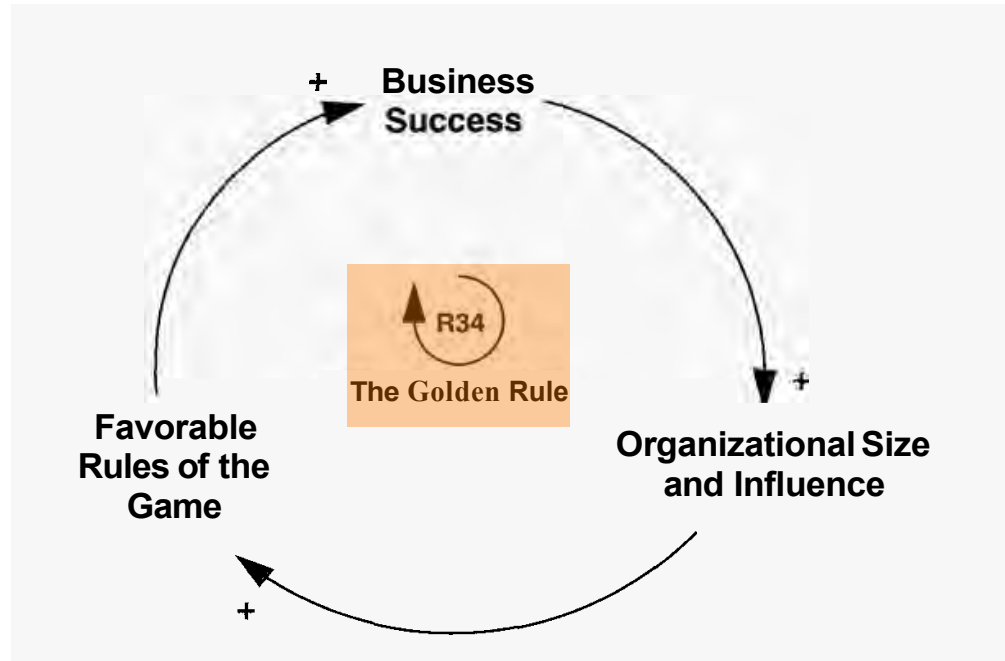 +
Business
Success
R34
The Golden Rule
+
Favorable
Rules of the
Game
Organizational Size
and Influence
+